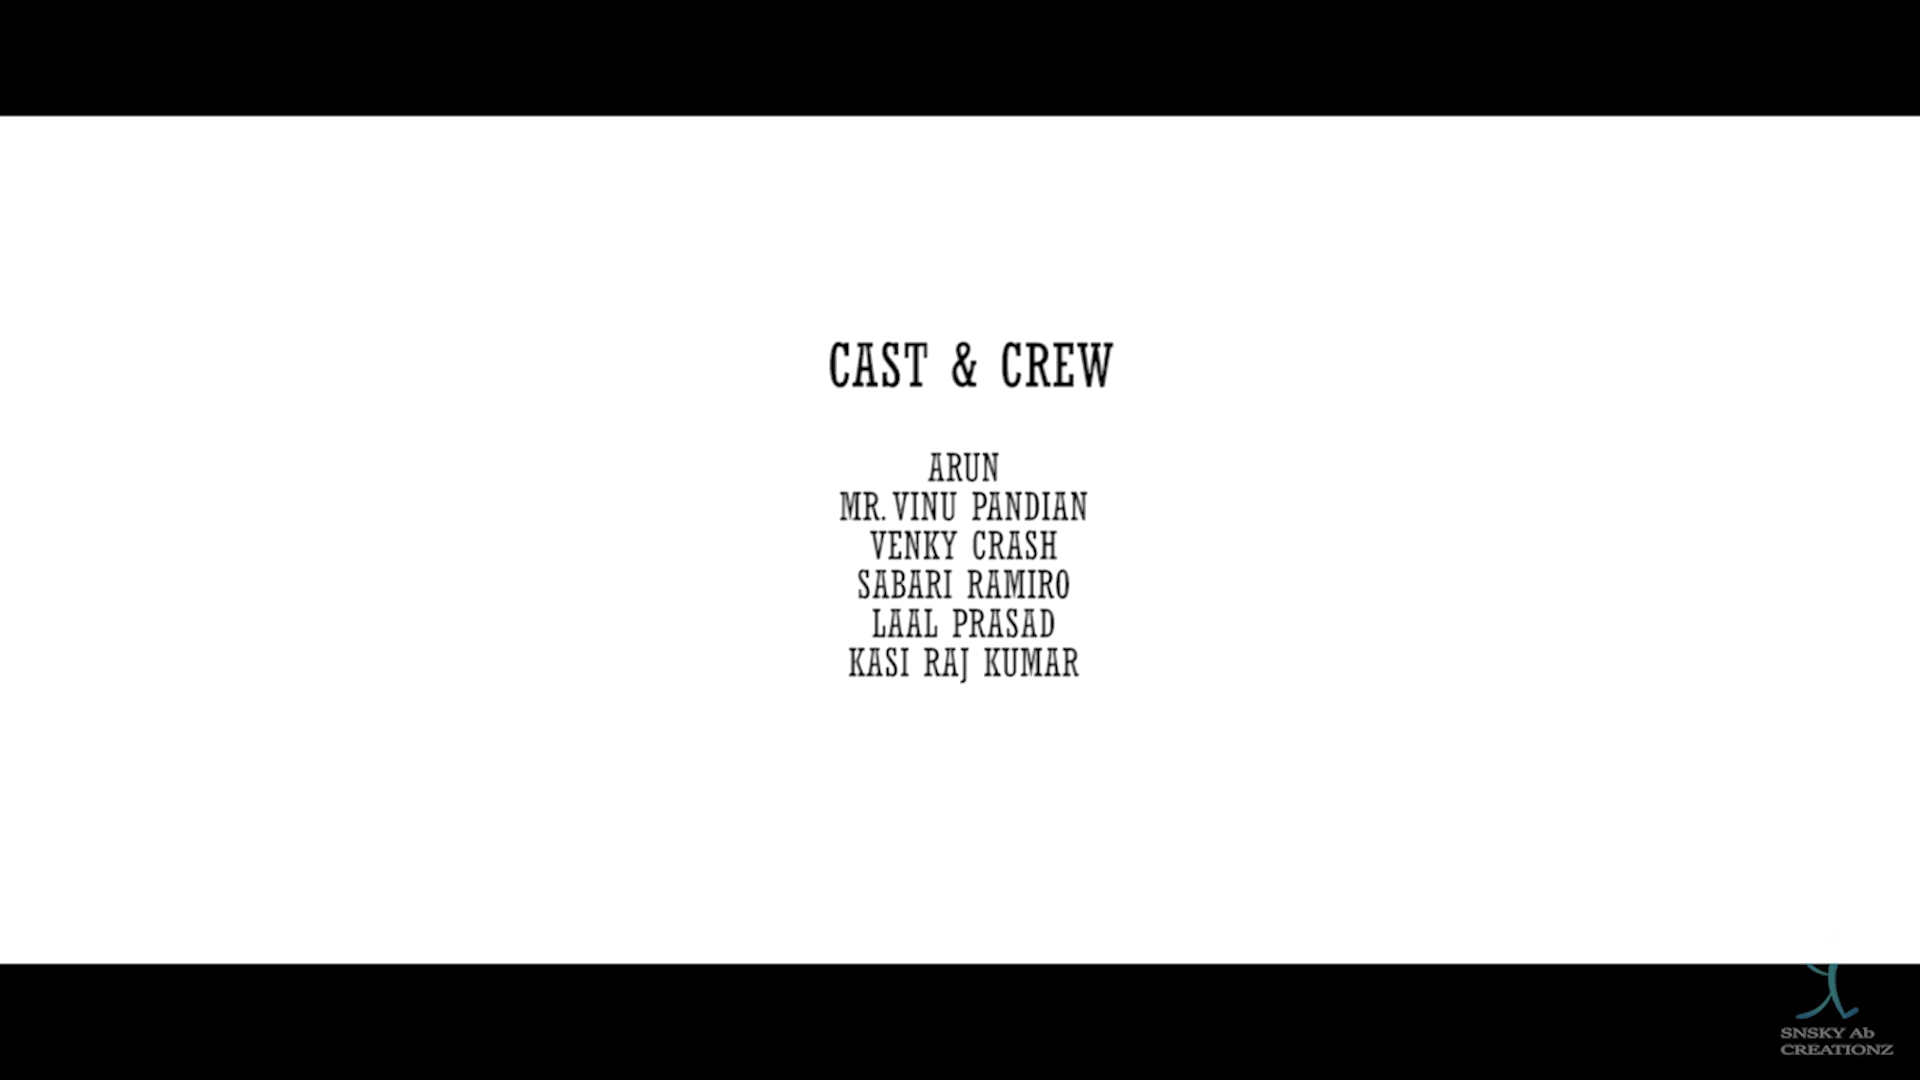 CAST & CREW
ARUN
MR. VINU PANDIAN
VENKY CRASH
SABARI RAMIRO
LAAL PRASAD
KASI RAJ KUMAR
SNSKY Ab
CREATIONZ